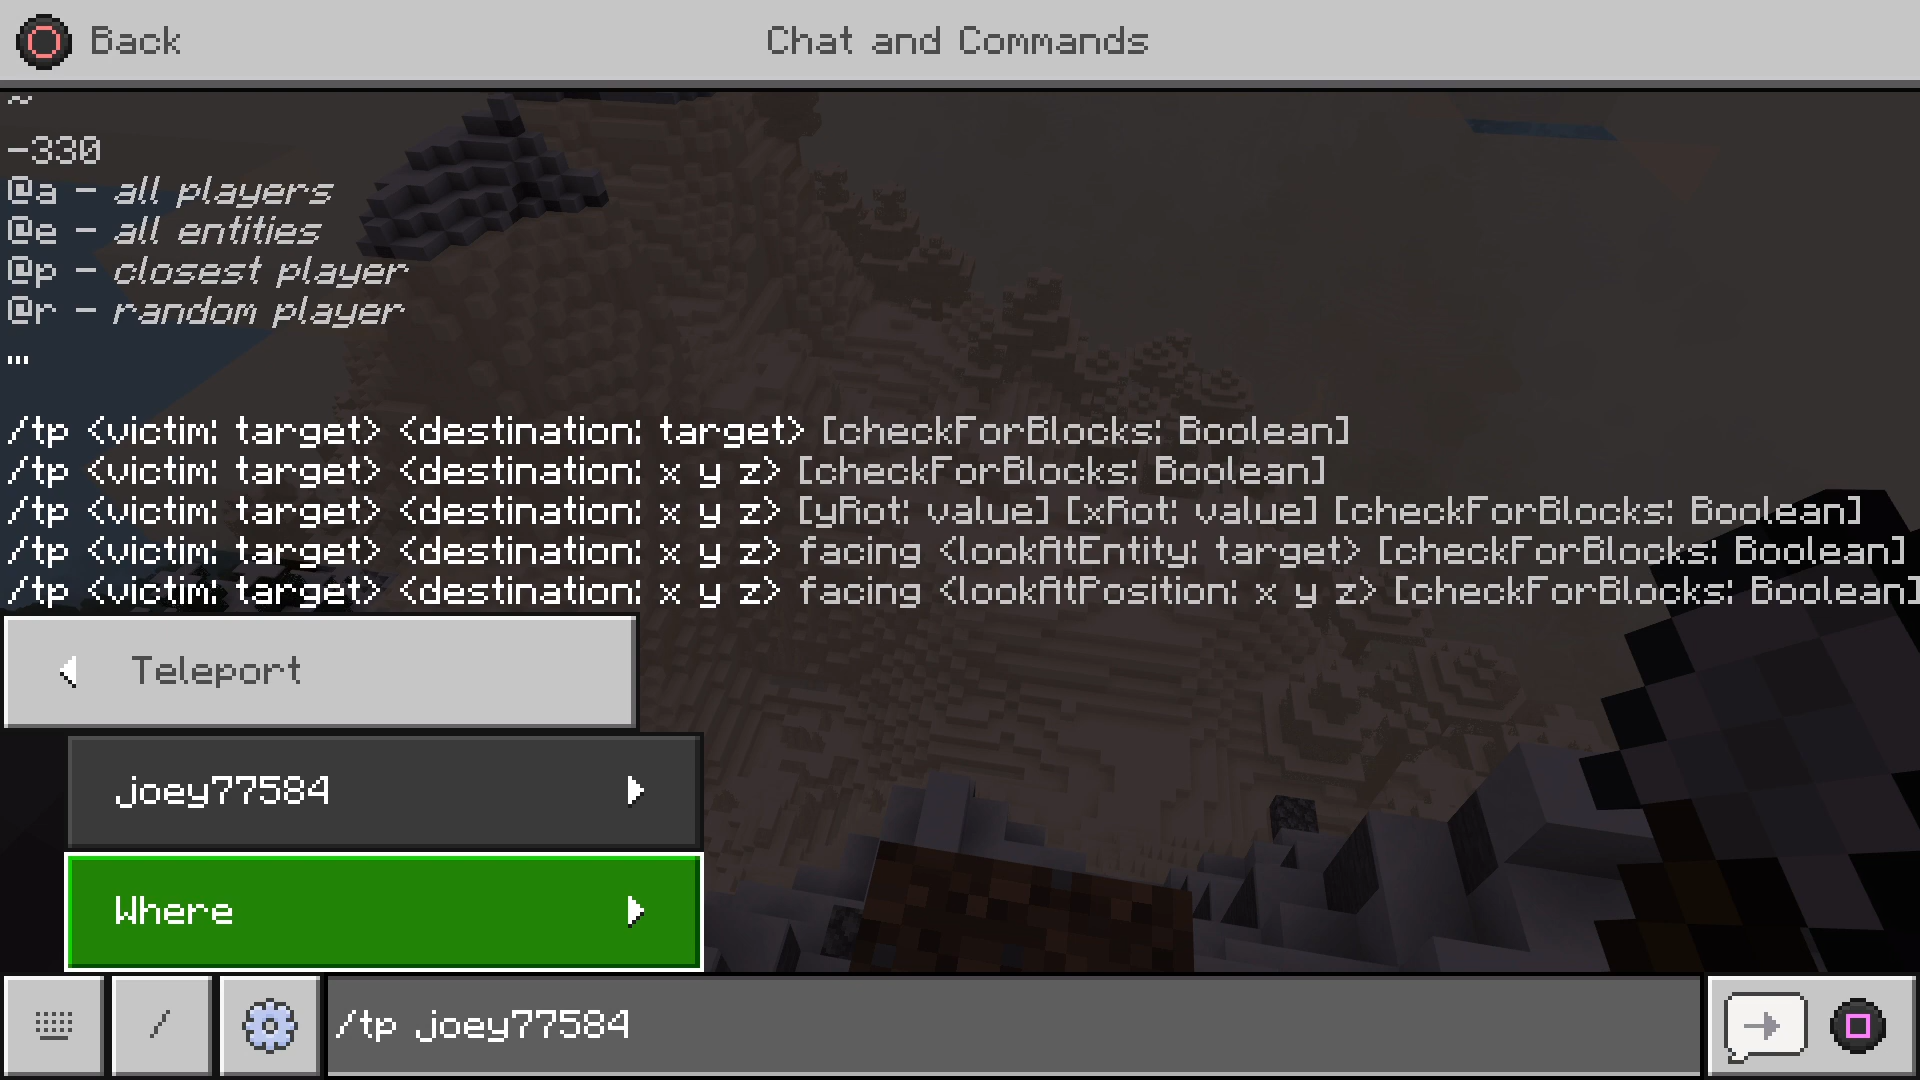 Back
Chat and Commands
~
-330
@a - all players
@e - all entities
@p - closest player
@r - random player
...
/tp <victim: target> <destination: target> [checkForBlocks: Boolean]
/tp <victim: target> <destination: x y z> [checkForBlocks: Boolean]
/tp <victim: target> <destination: x y z> [yRot: value] [xRot: value] [checkForBlocks: Boolean]
/tp <victim: target> <destination: x y z> facing <lookAtEntity: target> [checkForBlocks: Boolean]
/tp <victim: target> <destination: x y z> facing <lookAtPosition: x y z> [checkForBlocks: Boolean]
Teleport
joey77584
Where
/
/tp joey77584